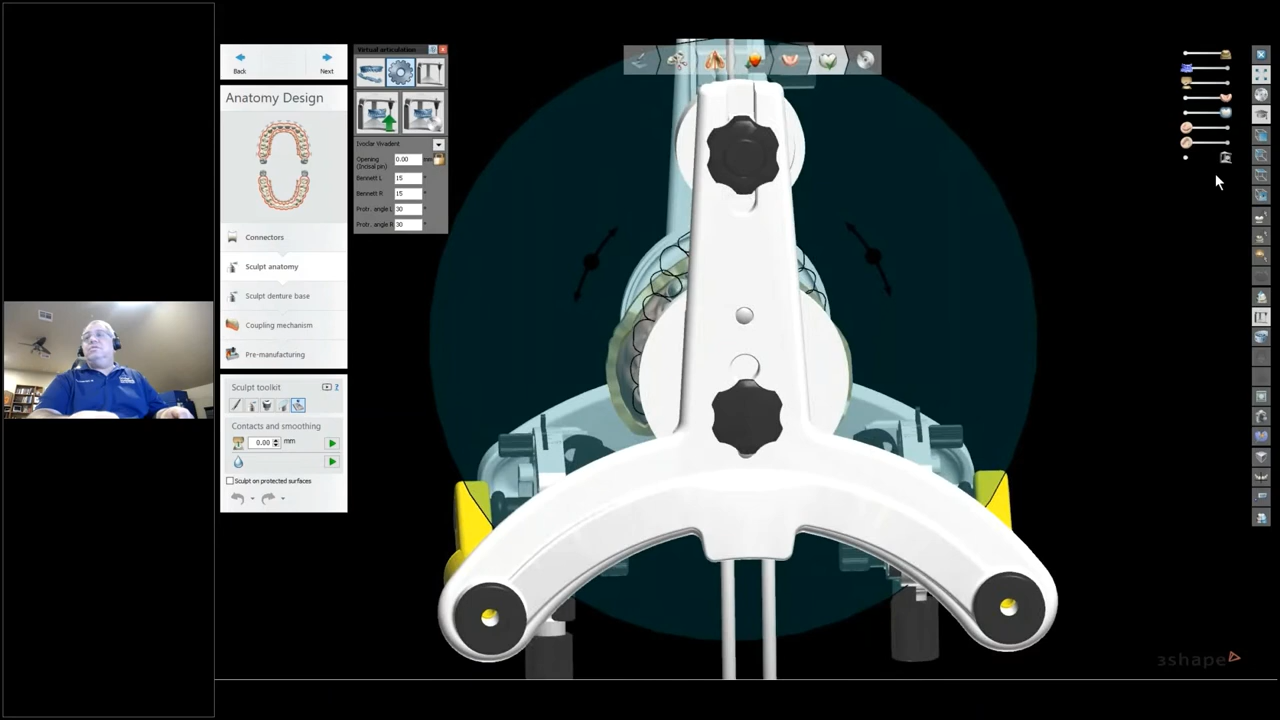 Back
Next
Anatomy Design
Connectors
Sculpt anatomy
Sculpt denture base
Coupling mechanism
Pre-manufacturing
Sculpt toolkit
?
Contacts and smoothing
0.00 mm
Sculpt on protected surfaces
Virtual articulation
Ivoclar Vivadent
Opening 0.00 mm
(Incisal pin)
Bennett L 15 °
Bennett R 15 °
Protr. angle L 30 °
Protr. angle R 30 °
3shape